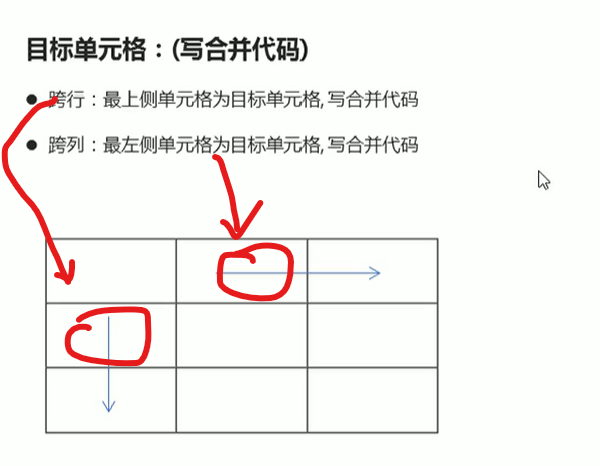 目标单元格：(写合并代码)
● 跨行：最上侧单元格为目标单元格, 写合并代码
● 跨列：最左侧单元格为目标单元格, 写合并代码